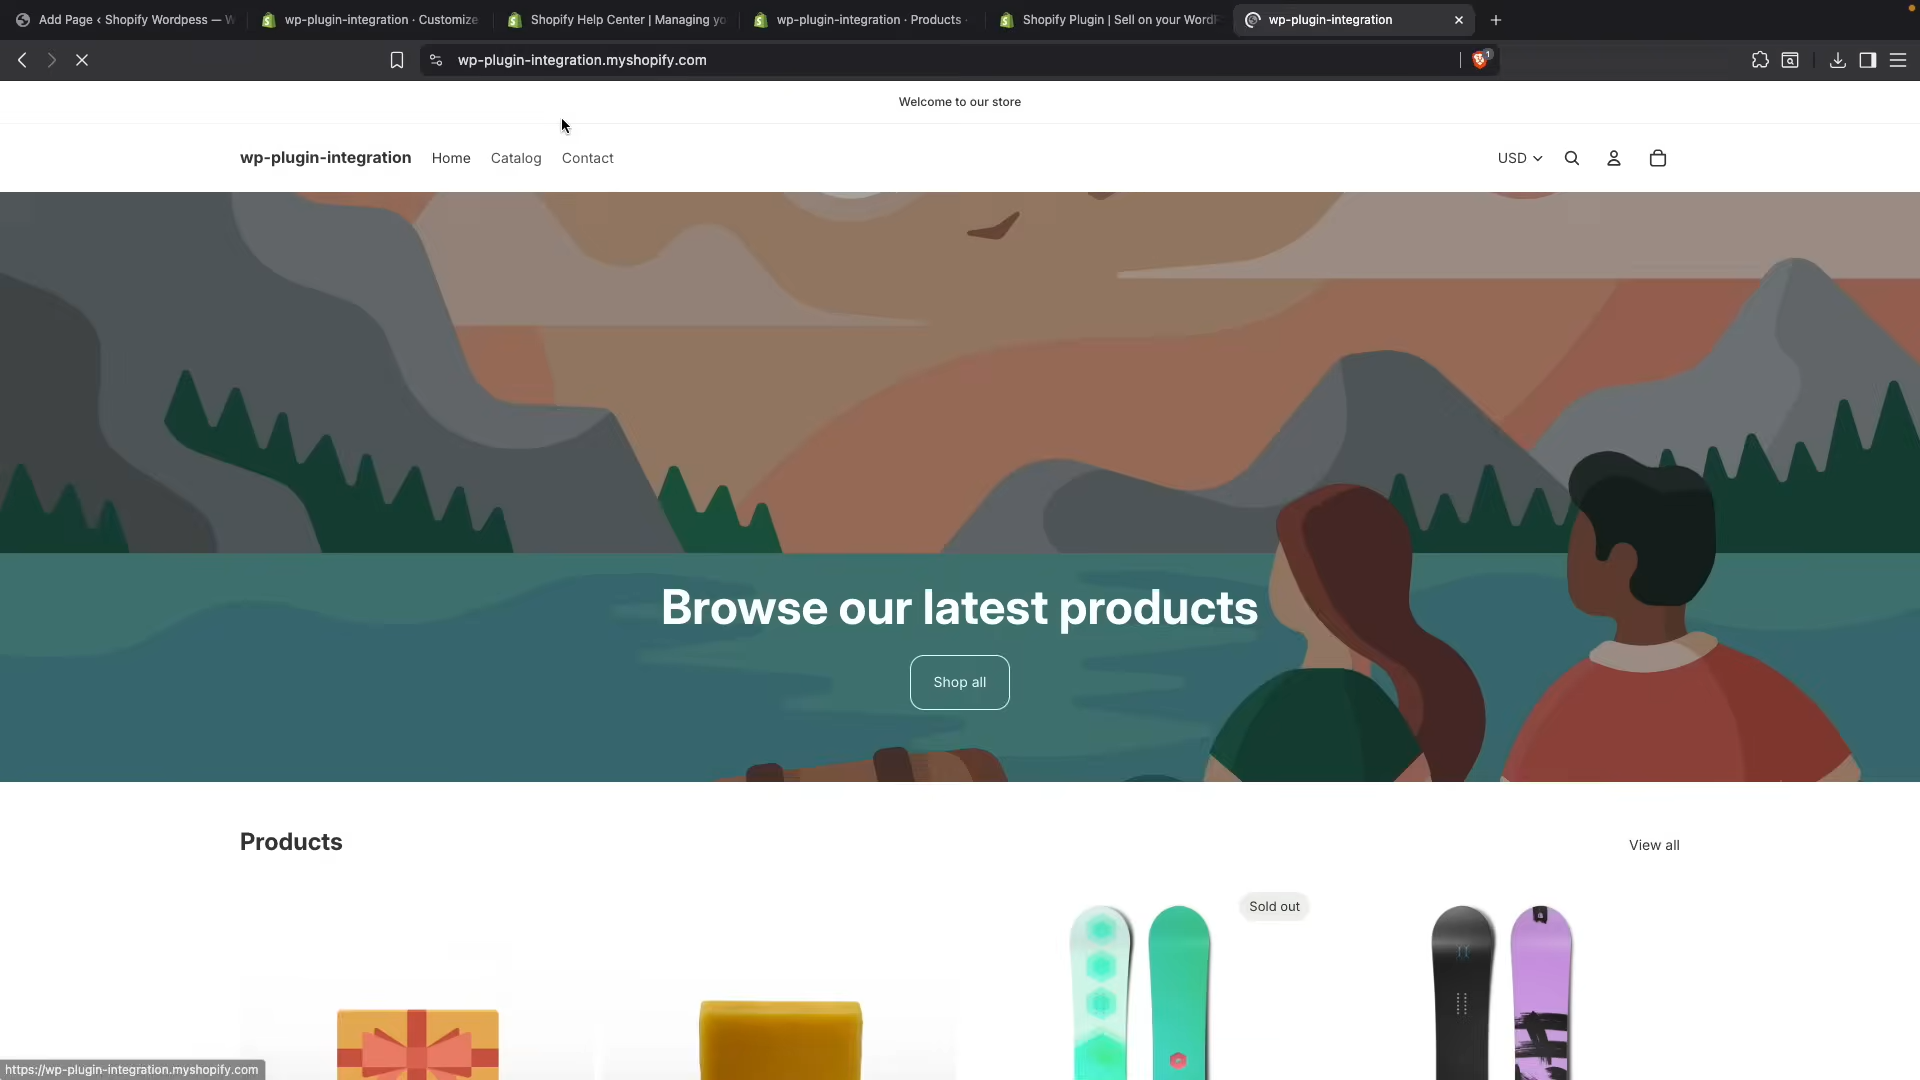 Add Page ‹ Shopify Wordpess — W
wp-plugin-integration · Customize
Shopify Help Center | Managing yo
wp-plugin-integration · Products ·
Shopify Plugin | Sell on your WordP
wp-plugin-integration
wp-plugin-integration.myshopify.com
1
Welcome to our store
wp-plugin-integration
Home
Catalog
Contact
USD
Browse our latest products
Shop all
Products
View all
Sold out
https://wp-plugin-integration.myshopify.com